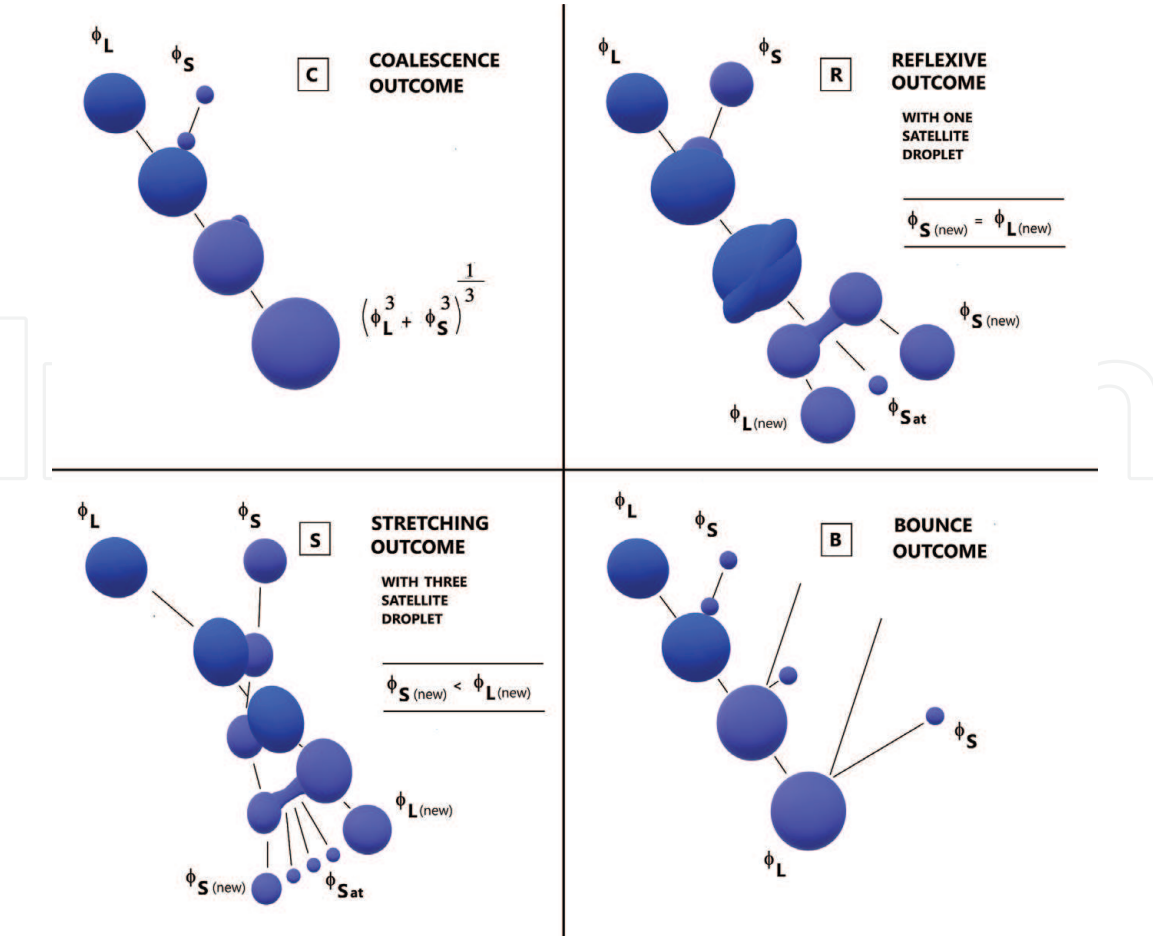 ϕL
ϕS
C
COALESCENCE
OUTCOME
(ϕL³ + ϕS³)^1/3
ϕL
ϕS
R
REFLEXIVE
OUTCOME
WITH ONE
SATELLITE
DROPLET
ϕS (new) = ϕL (new)
ϕS (new)
ϕSat
ϕL (new)
ϕL
ϕS
S
STRETCHING
OUTCOME
WITH THREE
SATELLITE
DROPLET
ϕS (new) < ϕL (new)
ϕL (new)
ϕS (new)
ϕSat
ϕL
ϕS
B
BOUNCE
OUTCOME
ϕS
ϕL